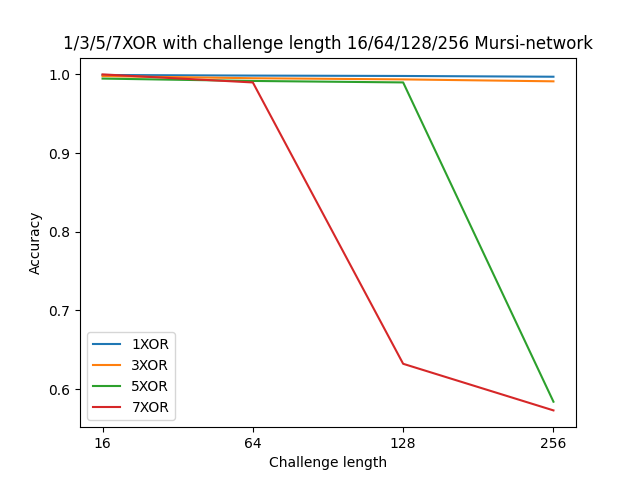 1/3/5/7XOR with challenge length 16/64/128/256 Mursi-network
1.0
0.9
0.8
0.7
0.6
Accuracy
1XOR
3XOR
5XOR
7XOR
16 64 128 256
Challenge length